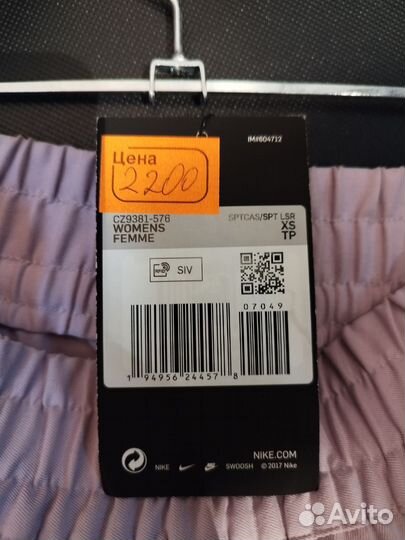 IM#604712
Цена
2200
CZ9381-576
WOMENS
FEMME
SPTCAS/SPT LSR
XS
TP
RFID
SIV
07049
1 94956 24457 8
NIKE.COM
NIKE SWOOSH © 2017 Nike
Avito